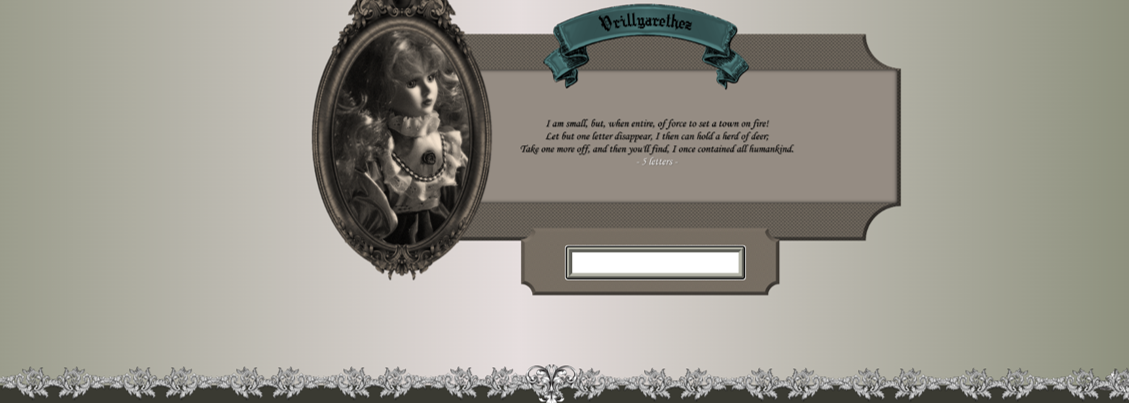 Vrillyarethez
I am small, but, when entire, of force to set a town on fire!
Let but one letter disappear, I then can hold a herd of deer;
Take one more off, and then you'll find, I once contained all humankind.
- 5 letters -